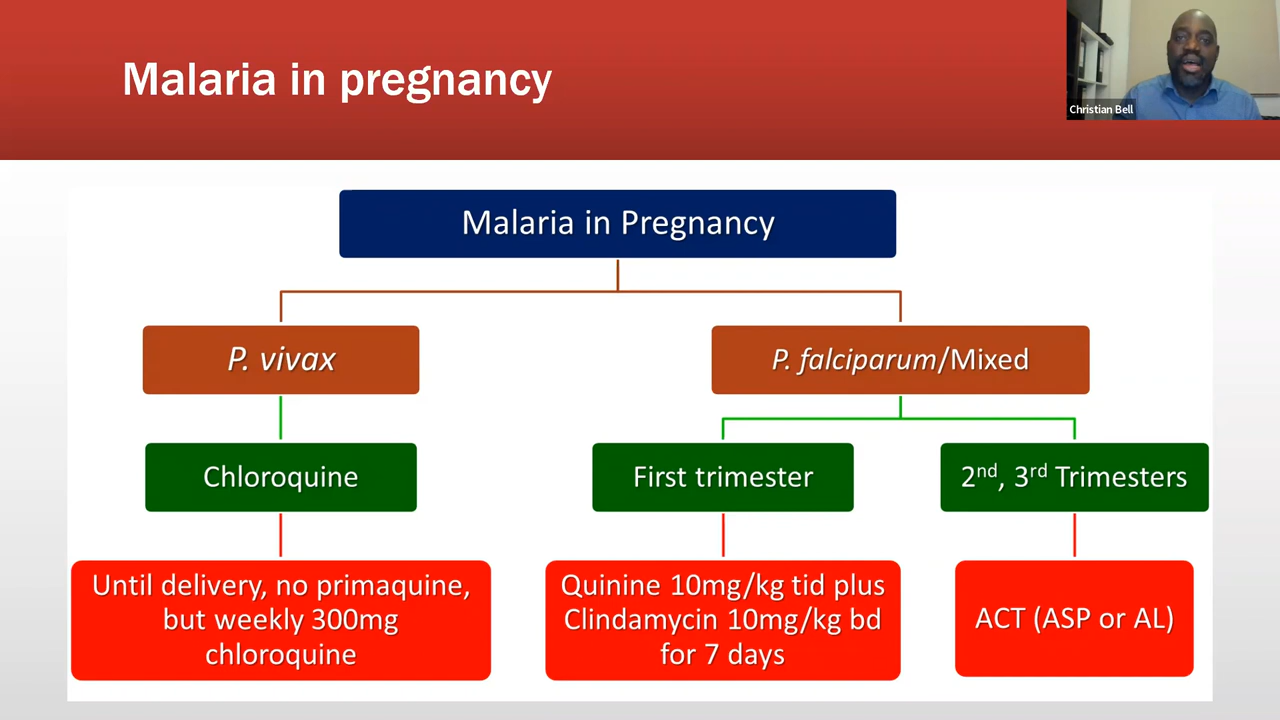 Malaria in pregnancy
Christian Bell
Malaria in Pregnancy
P. vivax
P. falciparum/Mixed
Chloroquine
First trimester
2nd, 3rd Trimesters
Until delivery, no primaquine,
but weekly 300mg
chloroquine
Quinine 10mg/kg tid plus
Clindamycin 10mg/kg bd
for 7 days
ACT (ASP or AL)